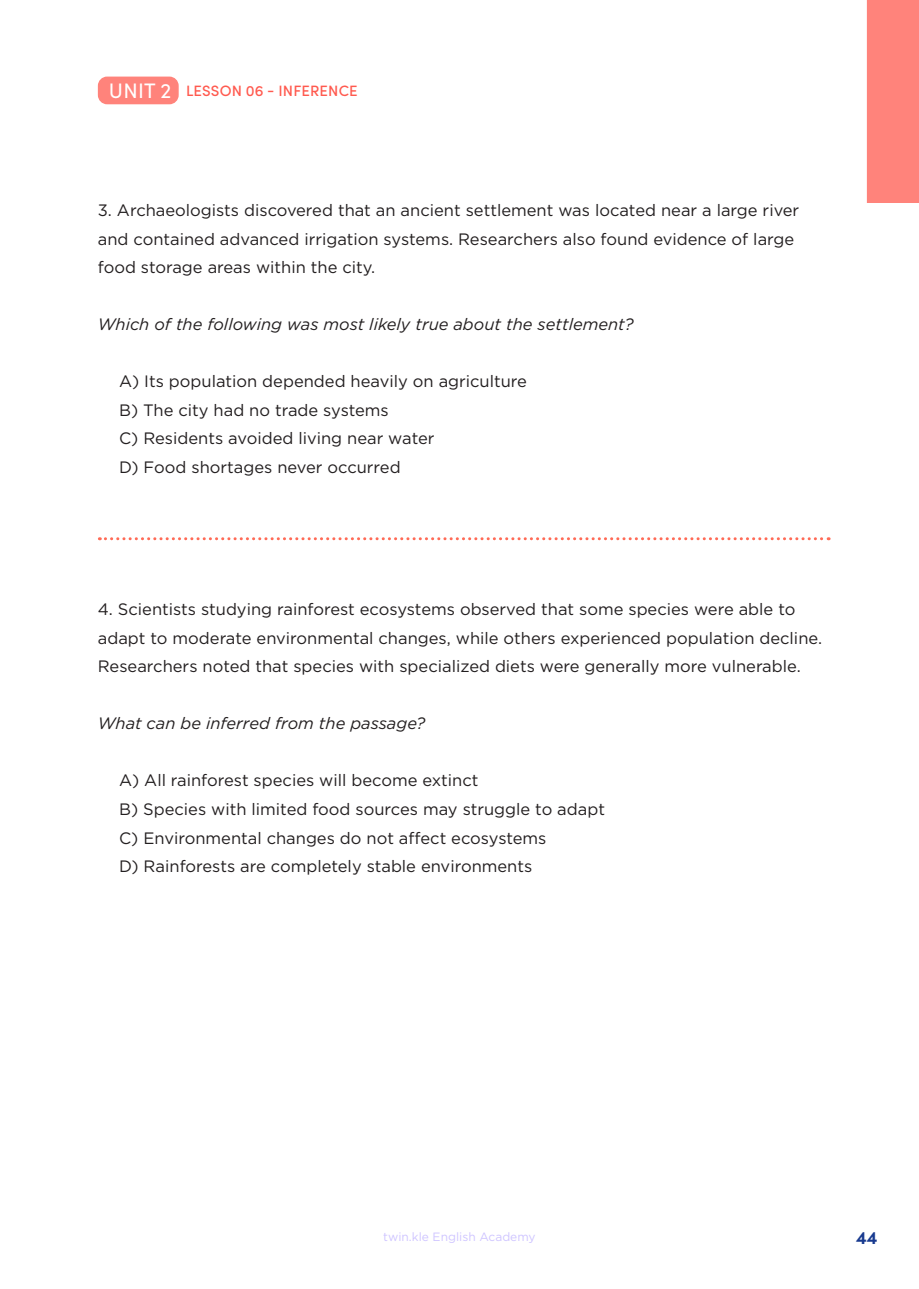 UNIT 2 LESSON 06 – INFERENCE
3. Archaeologists discovered that an ancient settlement was located near a large river
and contained advanced irrigation systems. Researchers also found evidence of large
food storage areas within the city.
Which of the following was most likely true about the settlement?
A) Its population depended heavily on agriculture
B) The city had no trade systems
C) Residents avoided living near water
D) Food shortages never occurred
4. Scientists studying rainforest ecosystems observed that some species were able to
adapt to moderate environmental changes, while others experienced population decline.
Researchers noted that species with specialized diets were generally more vulnerable.
What can be inferred from the passage?
A) All rainforest species will become extinct
B) Species with limited food sources may struggle to adapt
C) Environmental changes do not affect ecosystems
D) Rainforests are completely stable environments
twin.kle English Academy
44